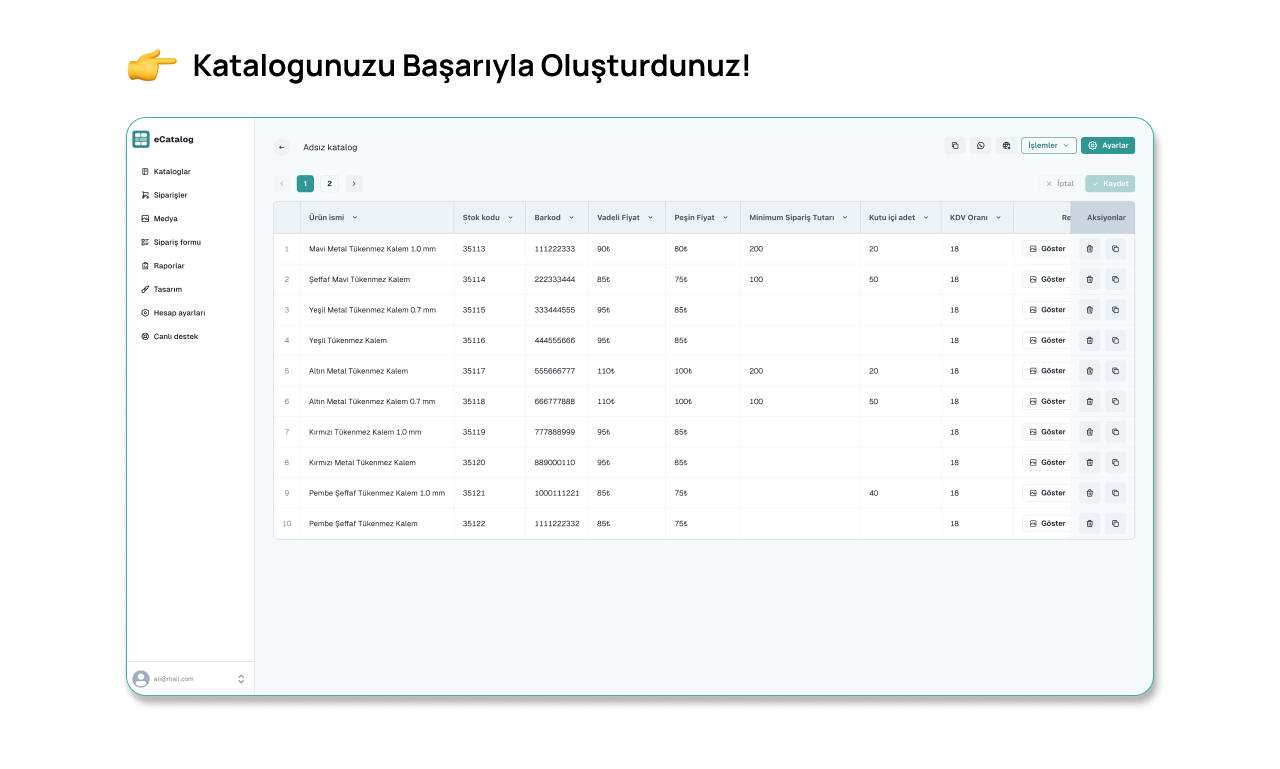 Katalogunuzu Başarıyla Oluşturdunuz!
eCatalog
Kataloglar
Siparişler
Medya
Sipariş formu
Raporlar
Tasarım
Hesap ayarları
Canlı destek
ali@mail.com
Adsız katalog
İşlemler
Ayarlar
1 2
İptal
Kaydet
Ürün ismi Stok kodu Barkod Vadeli Fiyat Peşin Fiyat Minimum Sipariş Tutarı Kutu içi adet KDV Oranı Re Aksiyonlar
1 Mavi Metal Tükenmez Kalem 1.0 mm 35113 111222333 90₺ 80₺ 200 20 18 Göster
2 Şeffaf Mavi Tükenmez Kalem 35114 222333444 85₺ 75₺ 100 50 18 Göster
3 Yeşil Metal Tükenmez Kalem 0.7 mm 35115 333444555 95₺ 85₺ 18 Göster
4 Yeşil Tükenmez Kalem 35116 444555666 95₺ 85₺ 18 Göster
5 Altın Metal Tükenmez Kalem 35117 555666777 110₺ 100₺ 200 20 18 Göster
6 Altın Metal Tükenmez Kalem 0.7 mm 35118 666777888 110₺ 100₺ 100 50 18 Göster
7 Kırmızı Tükenmez Kalem 1.0 mm 35119 777888999 95₺ 85₺ 18 Göster
8 Kırmızı Metal Tükenmez Kalem 35120 889000110 95₺ 85₺ 18 Göster
9 Pembe Şeffaf Tükenmez Kalem 1.0 mm 35121 1000111221 85₺ 75₺ 40 18 Göster
10 Pembe Şeffaf Tükenmez Kalem 35122 1111222332 85₺ 75₺ 18 Göster